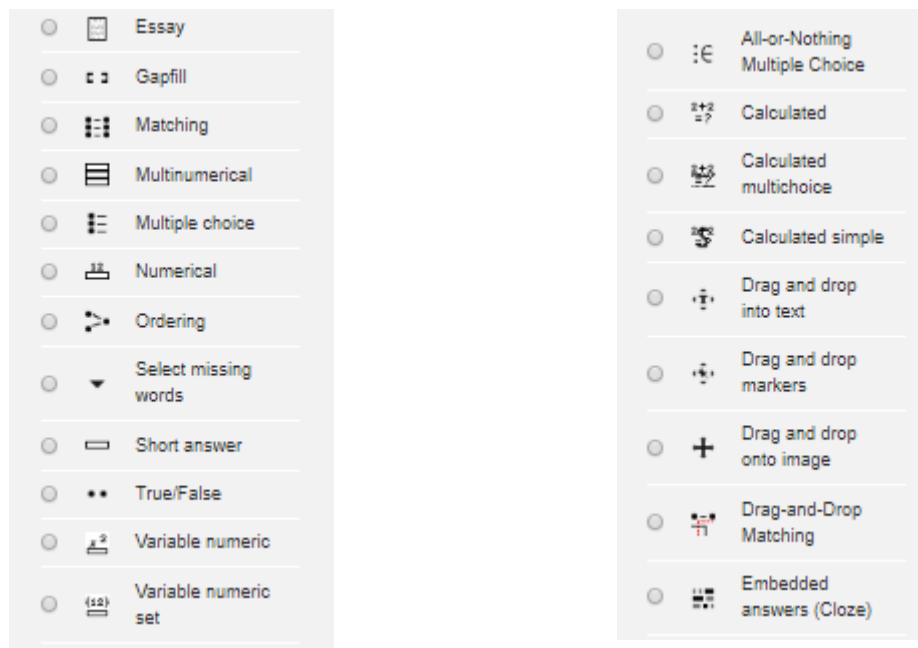 Essay
Gapfill
Matching
Multinumerical
Multiple choice
Numerical
Ordering
Select missing
words
Short answer
True/False
Variable numeric
Variable numeric
set
All-or-Nothing
Multiple Choice
Calculated
Calculated
multichoice
Calculated simple
Drag and drop
into text
Drag and drop
markers
Drag and drop
onto image
Drag-and-Drop
Matching
Embedded
answers (Cloze)